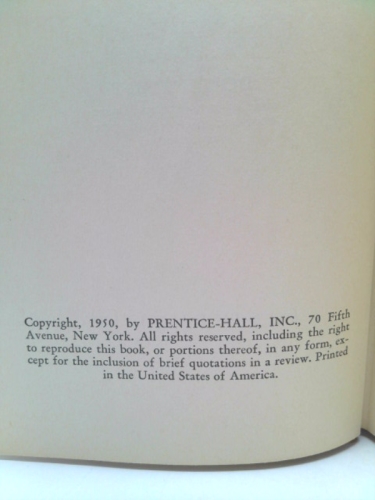 Copyright, 1950, by PRENTICE-HALL, INC., 70 Fifth
Avenue, New York. All rights reserved, including the right
to reproduce this book, or portions thereof, in any form, ex-
cept for the inclusion of brief quotations in a review. Printed
in the United States of America.